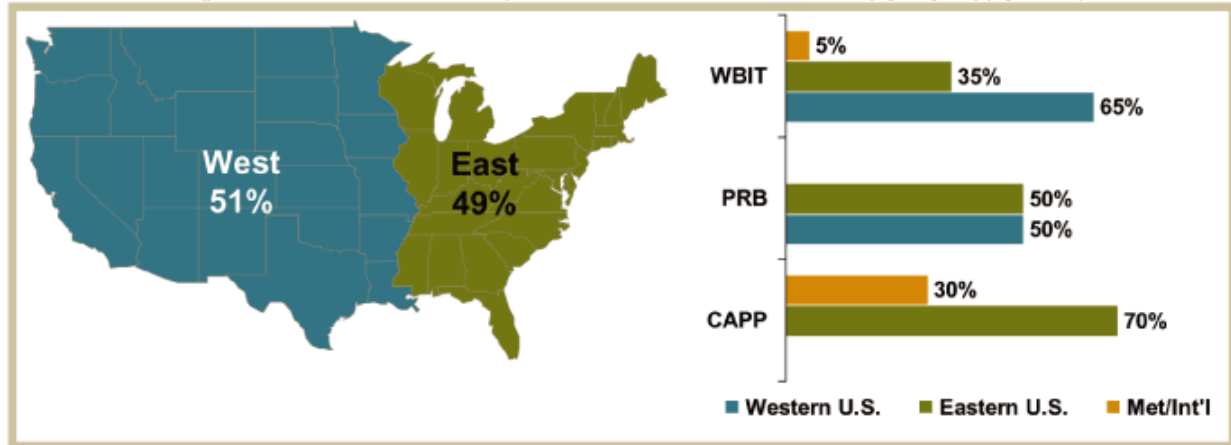 West
51%
East
49%
WBIT
5%
35%
65%
PRB
50%
50%
CAPP
30%
70%
Western U.S.
Eastern U.S.
Met/Int'l